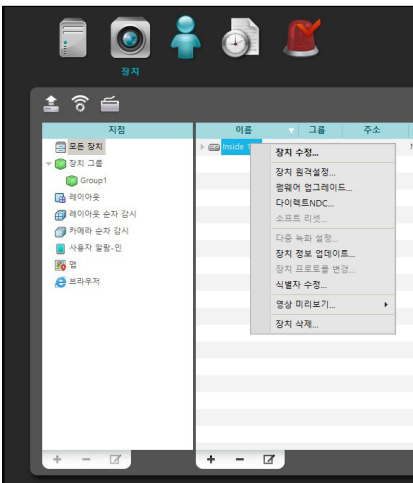 장치
지점
이름 그룹 주소
모든 장치
장치 그룹
Group1
레이아웃
레이아웃 순차 감시
카메라 순차 감시
사용자 알람-인
맵
브라우저
Inside 1
장치 수정...
장치 원격설정...
펌웨어 업그레이드...
다이렉트NDC...
소프트 리셋...
다중 녹화 설정...
장치 정보 업데이트...
장치 프로토콜 변경...
식별자 수정...
영상 미리보기...
장치 삭제...